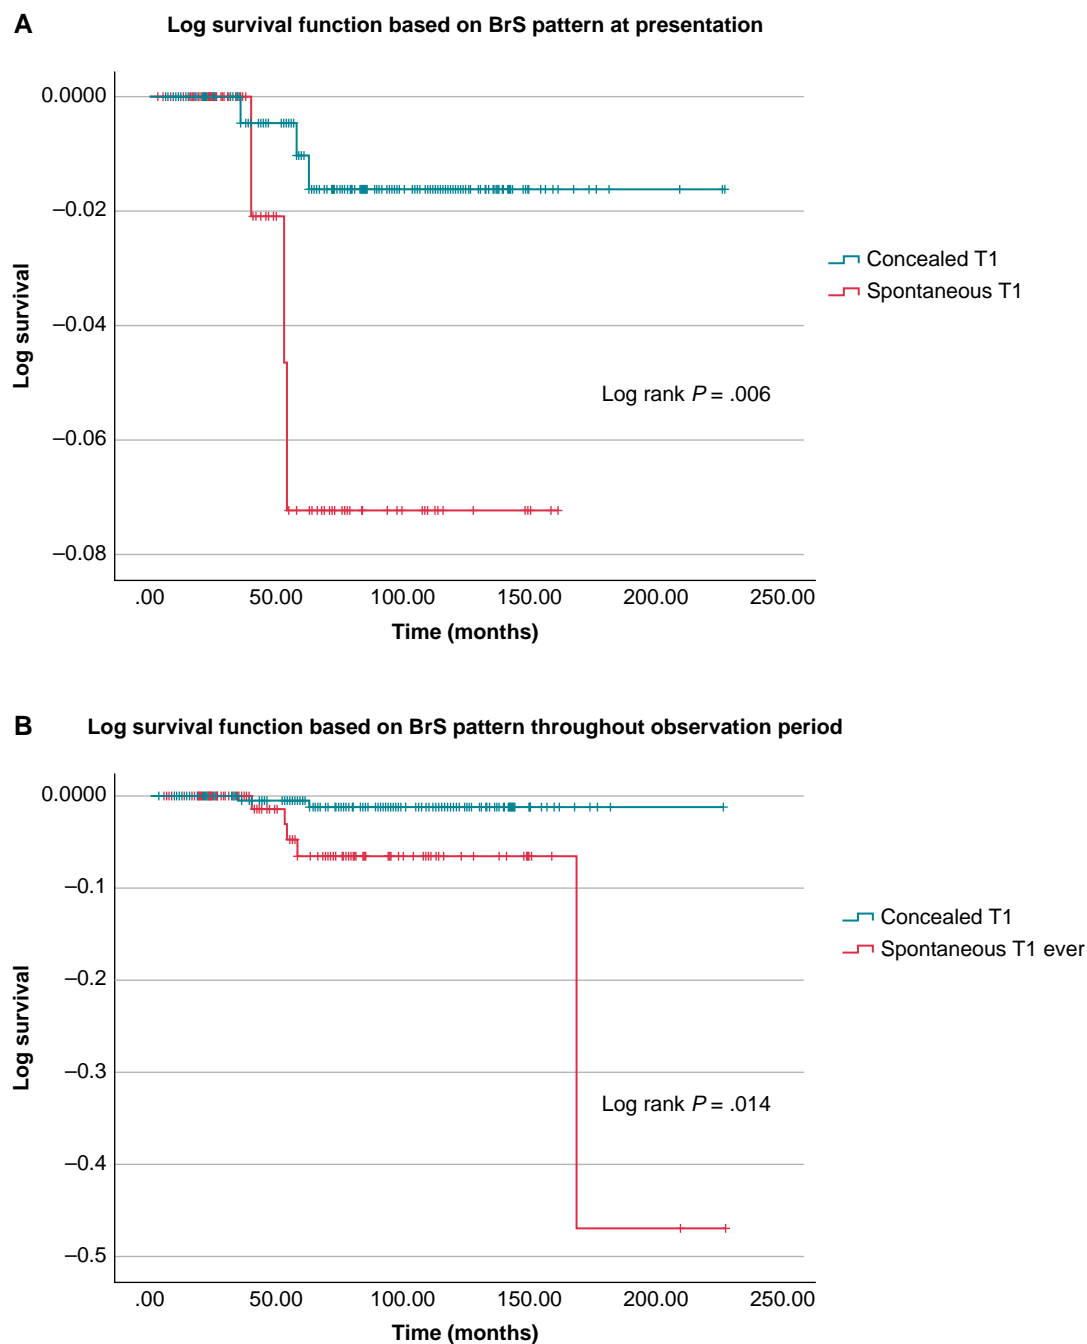 A
Log survival function based on BrS pattern at presentation
0.0000
−0.02
−0.04
−0.06
−0.08
Log survival
Concealed T1
Spontaneous T1
Log rank P = .006
.00 50.00 100.00 150.00 200.00 250.00
Time (months)
B
Log survival function based on BrS pattern throughout observation period
0.0000
−0.1
−0.2
−0.3
−0.4
−0.5
Log survival
Concealed T1
Spontaneous T1 ever
Log rank P = .014
.00 50.00 100.00 150.00 200.00 250.00
Time (months)